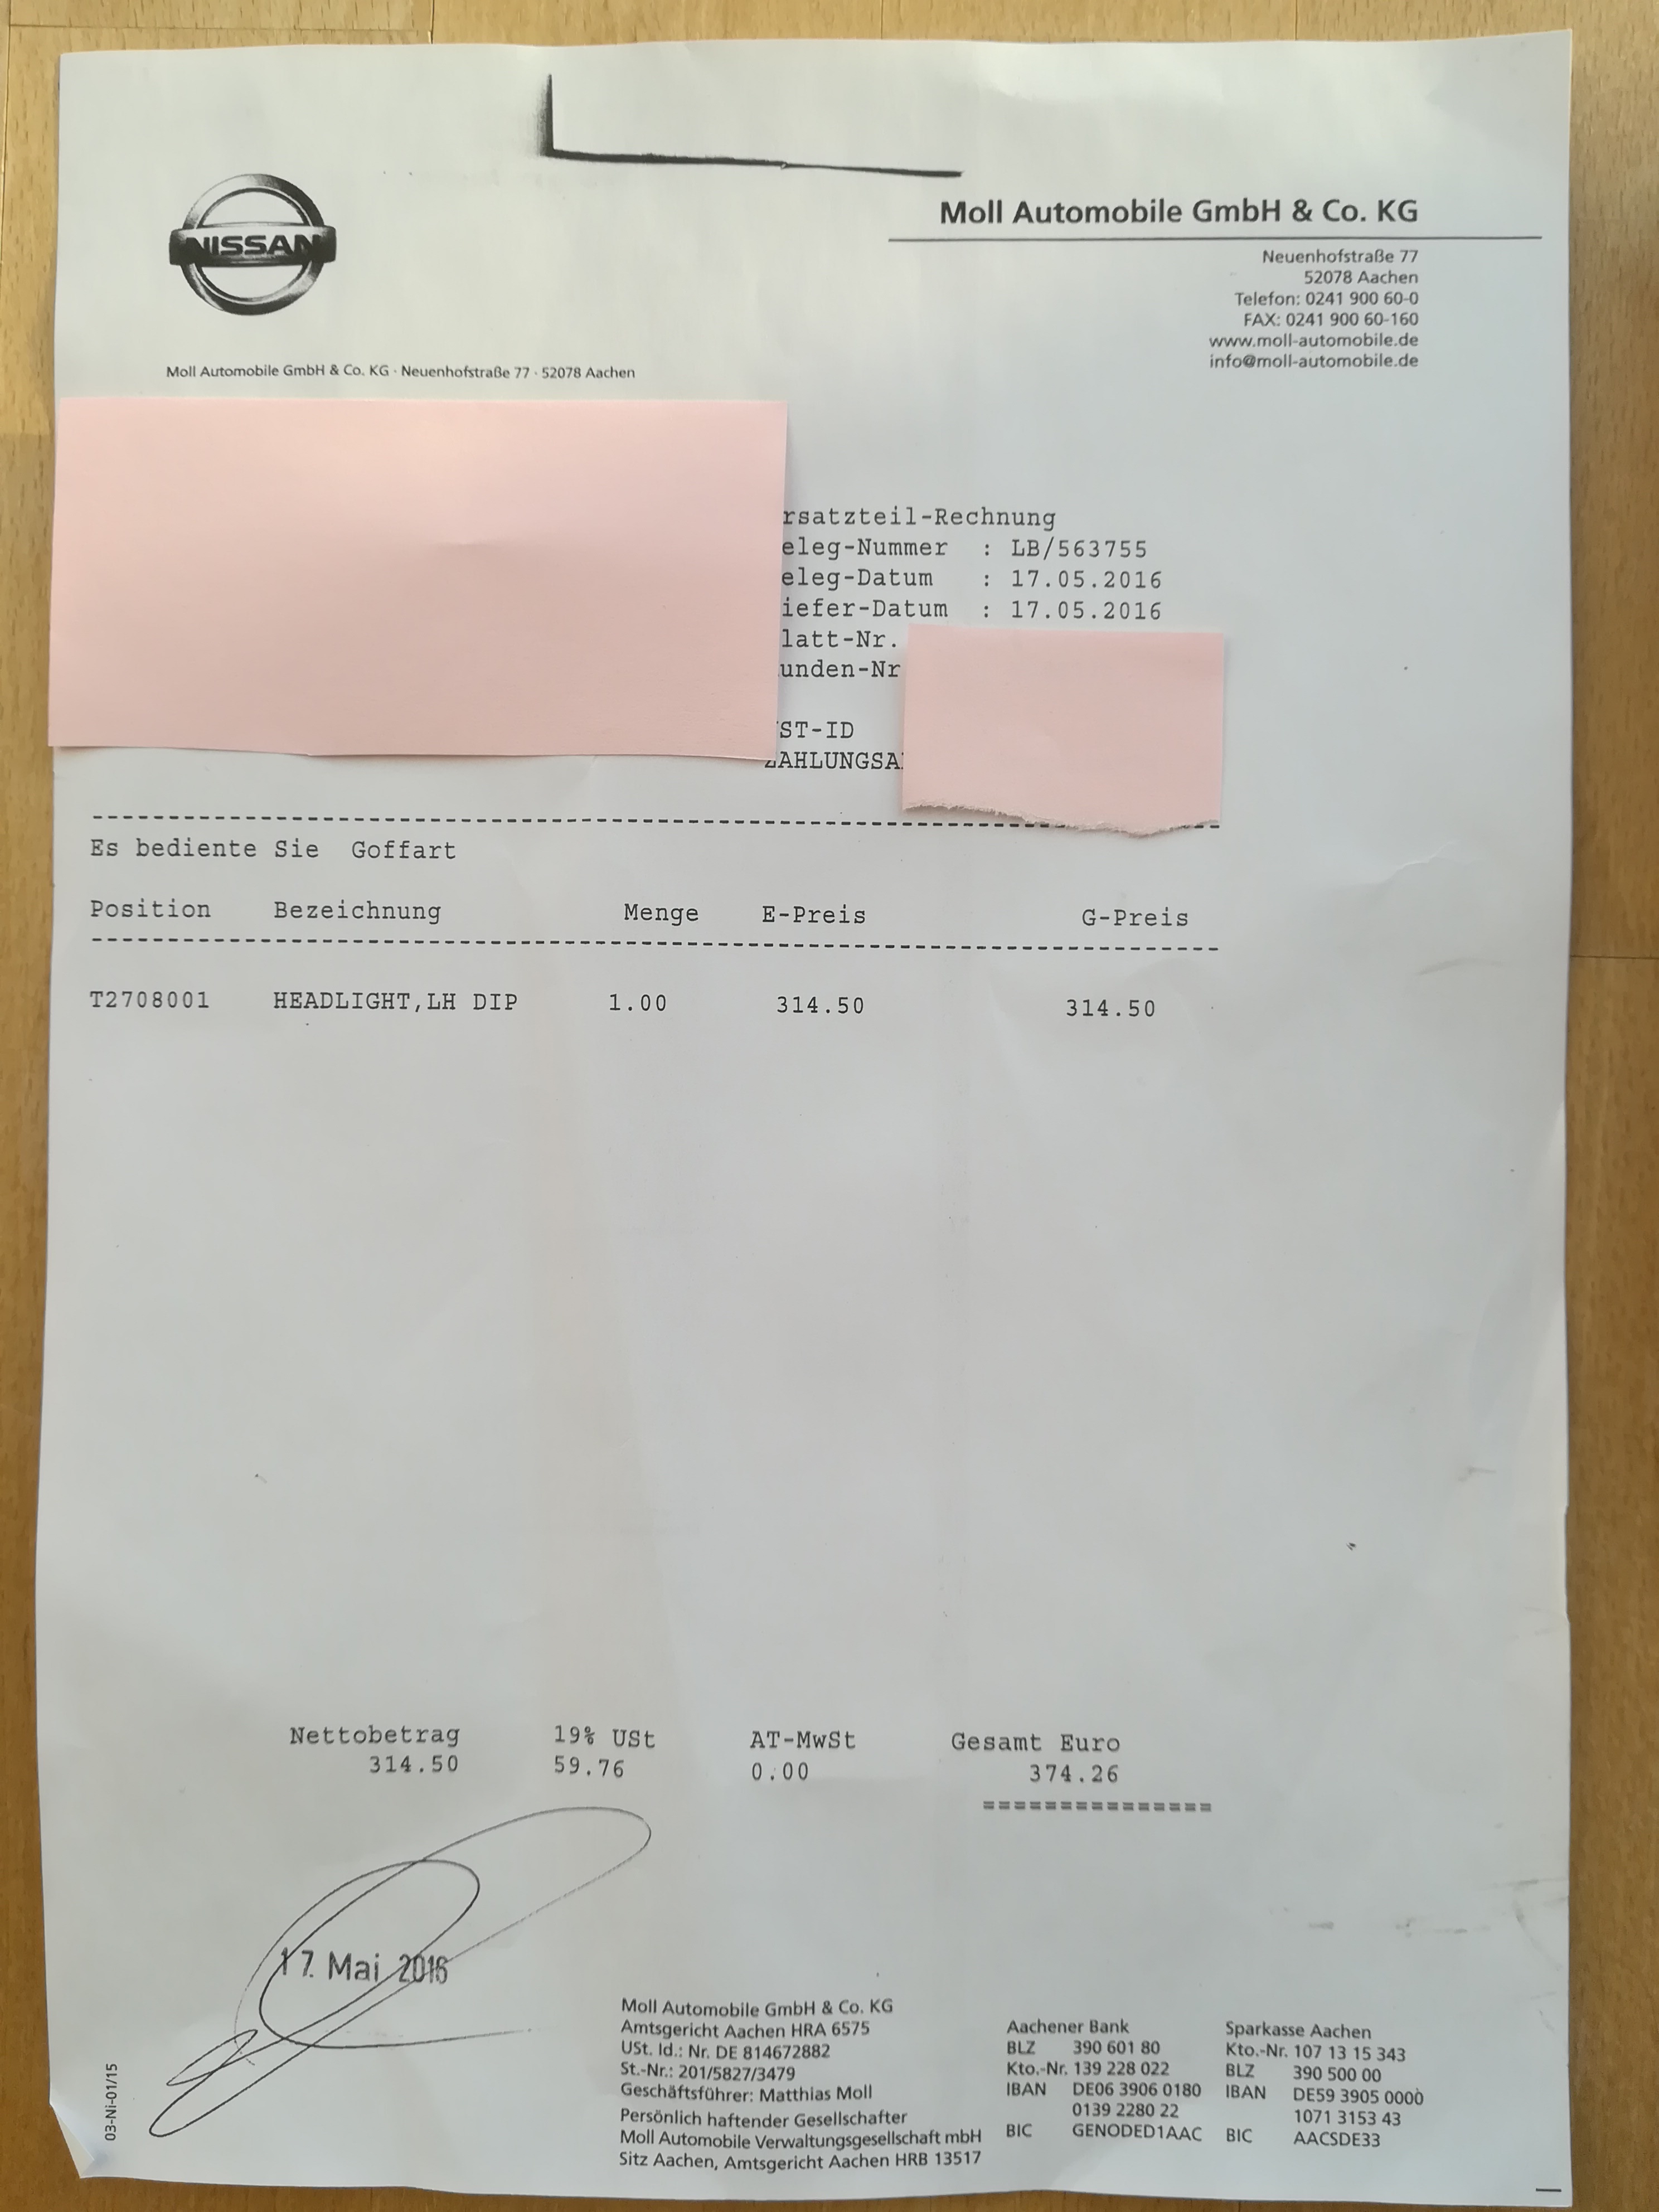 NISSAN
Moll Automobile GmbH & Co. KG
Neuenhofstraße 77
52078 Aachen
Telefon: 0241 900 60-0
FAX: 0241 900 60-160
www.moll-automobile.de
info@moll-automobile.de
Moll Automobile GmbH & Co. KG · Neuenhofstraße 77 · 52078 Aachen
rsatzteil-Rechnung
eleg-Nummer : LB/563755
eleg-Datum : 17.05.2016
iefer-Datum : 17.05.2016
latt-Nr.
unden-Nr
ST-ID
ZAHLUNGSA
Es bediente Sie Goffart
Position Bezeichnung Menge E-Preis G-Preis
T2708001 HEADLIGHT,LH DIP 1.00 314.50 314.50
Nettobetrag 19% USt AT-MwSt Gesamt Euro
314.50 59.76 0.00 374.26
===============
17. Mai 2016
03-Ni-01/15
Moll Automobile GmbH & Co. KG
Amtsgericht Aachen HRA 6575
USt. Id.: Nr. DE 814672882
St.-Nr.: 201/5827/3479
Geschäftsführer: Matthias Moll
Persönlich haftender Gesellschafter
Moll Automobile Verwaltungsgesellschaft mbH
Sitz Aachen, Amtsgericht Aachen HRB 13517
Aachener Bank
BLZ 390 601 80
Kto.-Nr. 139 228 022
IBAN DE06 3906 0180
0139 2280 22
BIC GENODED1AAC
Sparkasse Aachen
Kto.-Nr. 107 13 15 343
BLZ 390 500 00
IBAN DE59 3905 0000
1071 3153 43
BIC AACSDE33